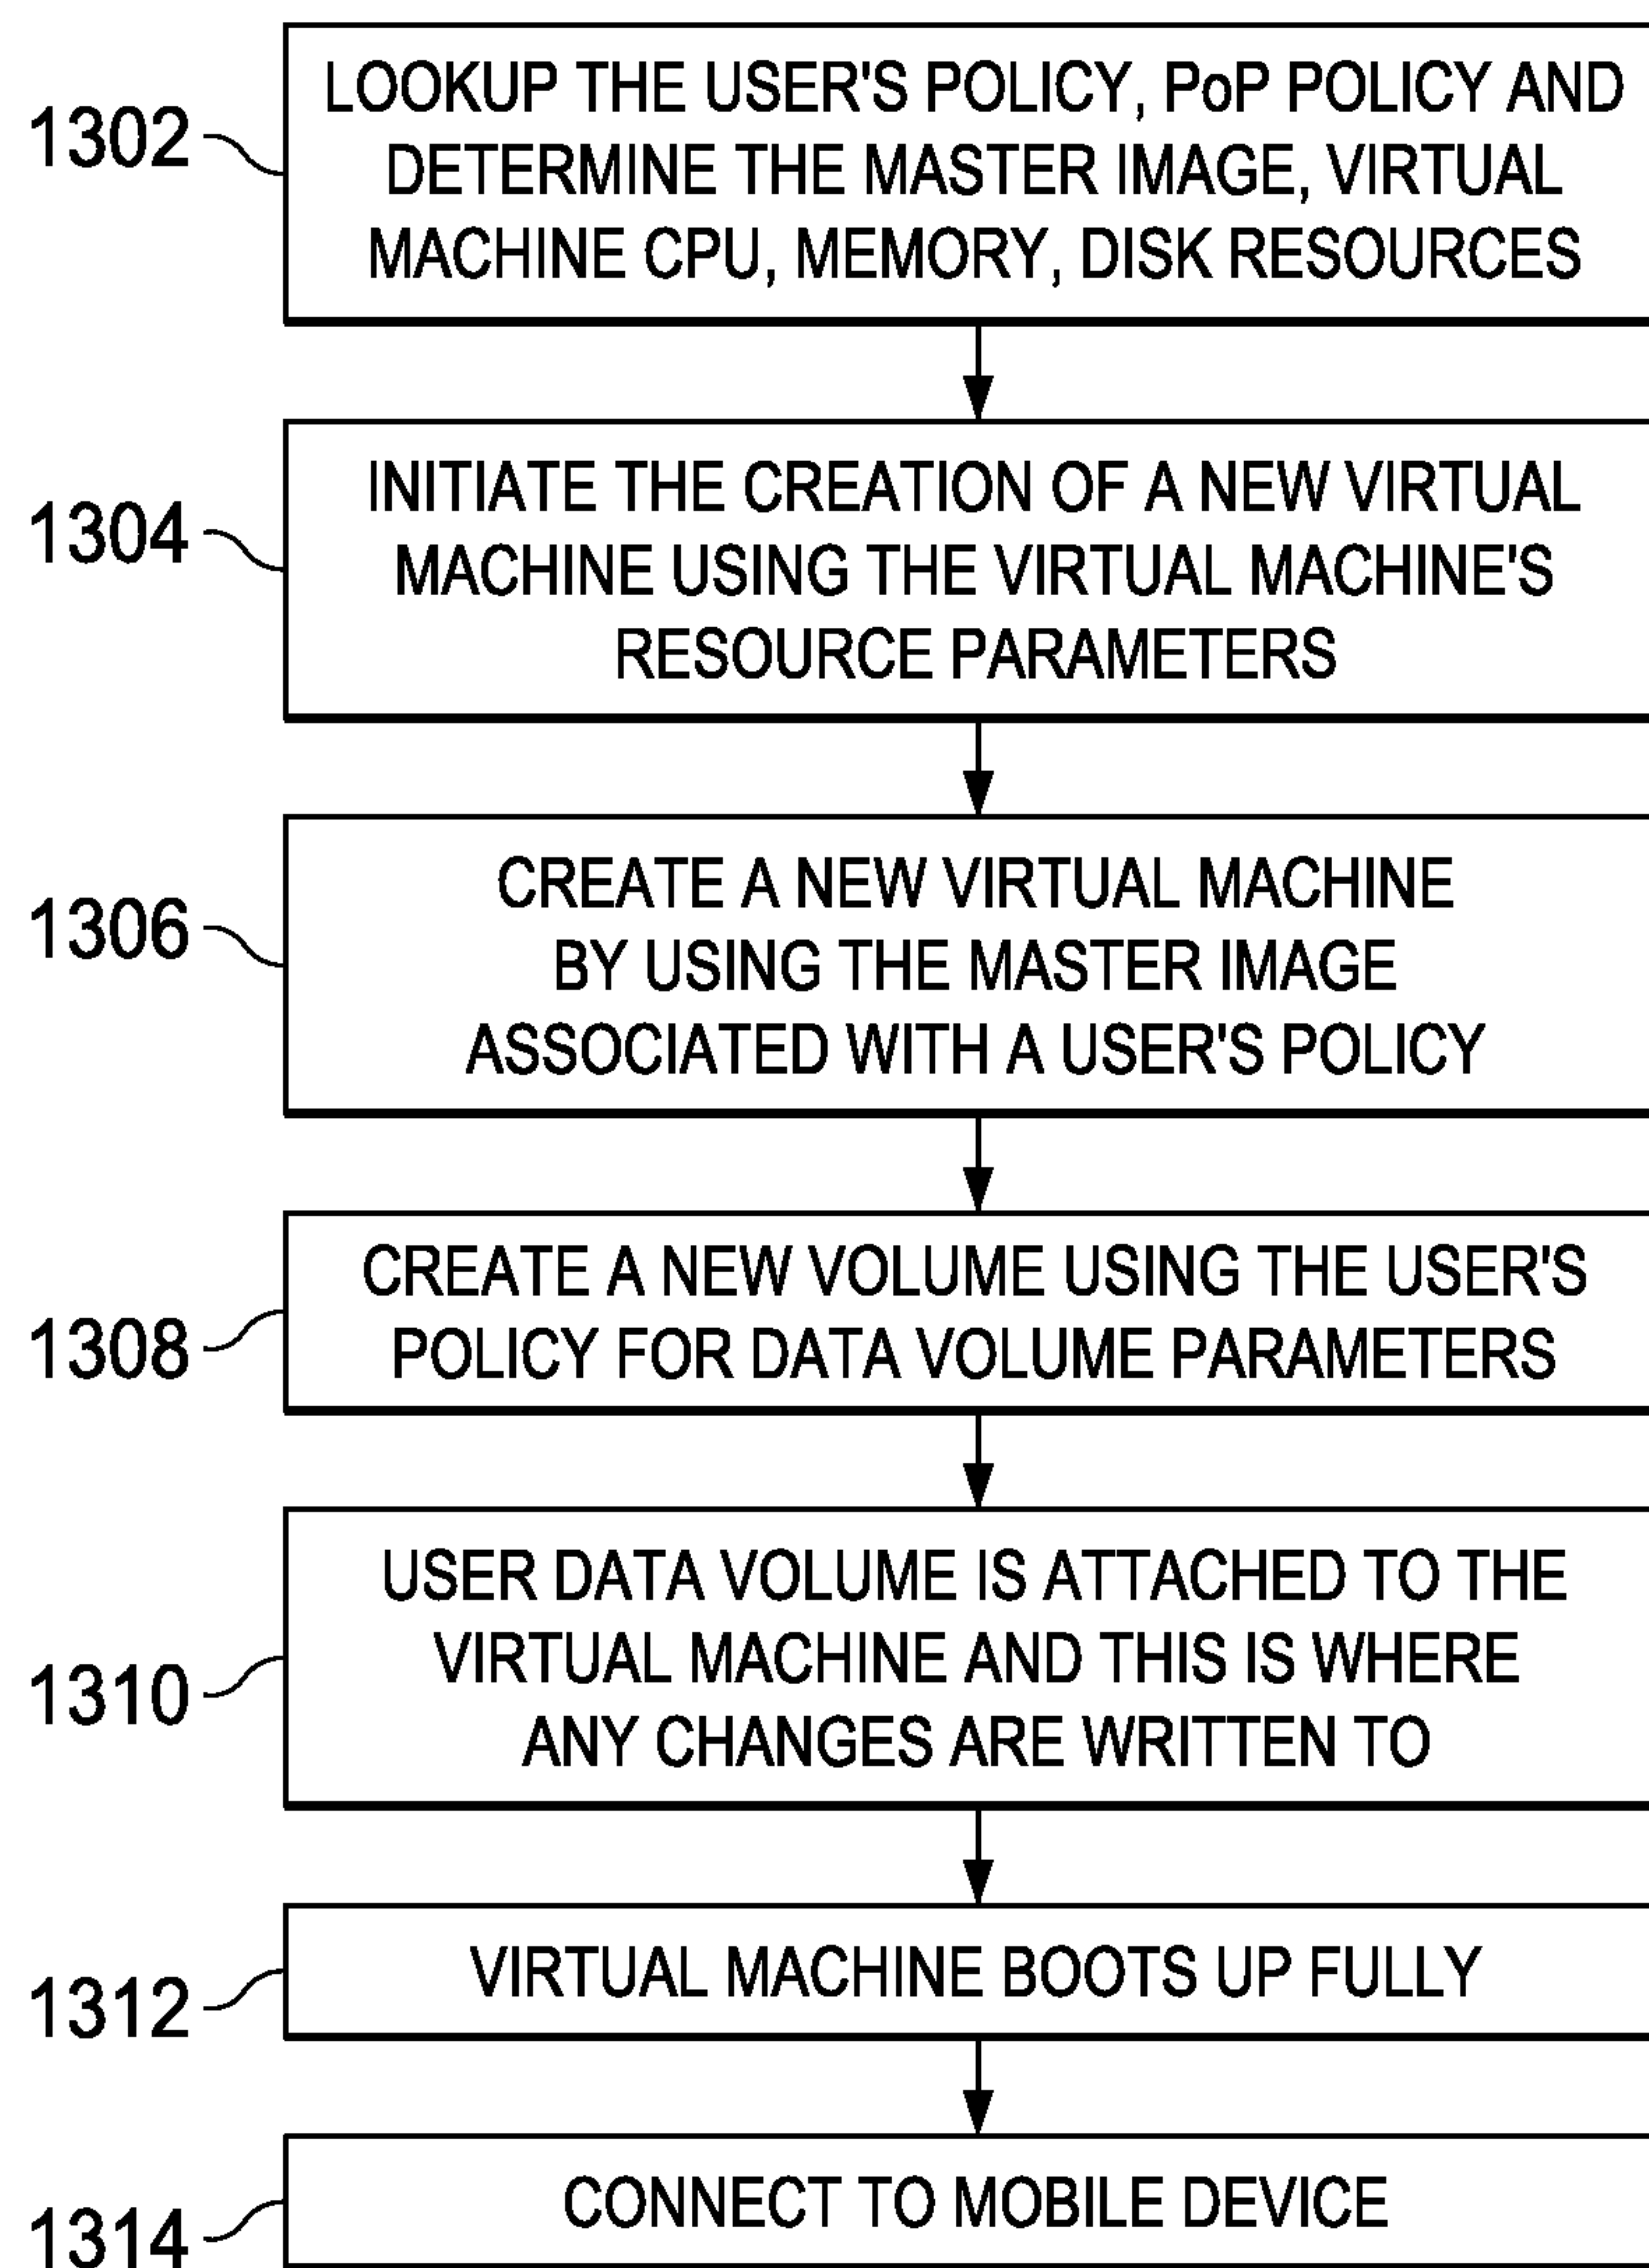 1302
LOOKUP THE USER'S POLICY, PoP POLICY AND
DETERMINE THE MASTER IMAGE, VIRTUAL
MACHINE CPU, MEMORY, DISK RESOURCES
1304
INITIATE THE CREATION OF A NEW VIRTUAL
MACHINE USING THE VIRTUAL MACHINE'S
RESOURCE PARAMETERS
1306
CREATE A NEW VIRTUAL MACHINE
BY USING THE MASTER IMAGE
ASSOCIATED WITH A USER'S POLICY
1308
CREATE A NEW VOLUME USING THE USER'S
POLICY FOR DATA VOLUME PARAMETERS
1310
USER DATA VOLUME IS ATTACHED TO THE
VIRTUAL MACHINE AND THIS IS WHERE
ANY CHANGES ARE WRITTEN TO
1312
VIRTUAL MACHINE BOOTS UP FULLY
1314
CONNECT TO MOBILE DEVICE